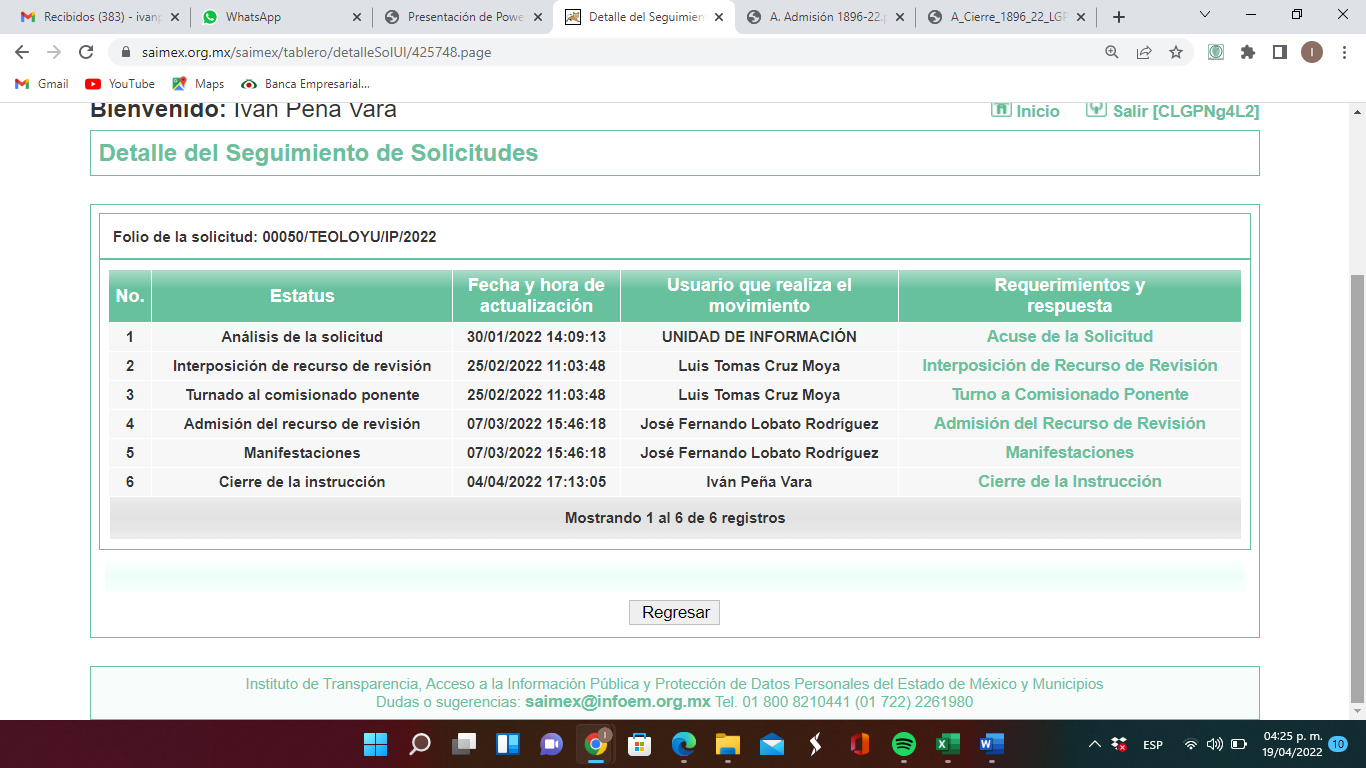 Recibidos (383) - ivanp
WhatsApp
Presentación de Powe
Detalle del Seguimien
A. Admisión 1896-22.p
A_Cierre_1896_22_LGP
saimex.org.mx/saimex/tablero/detalleSolUI/425748.page
I
Gmail
YouTube
Maps
Banca Empresarial...
Bienvenido: Iván Peña Vara
Inicio
Salir [CLGPNg4L2]
Detalle del Seguimiento de Solicitudes
Folio de la solicitud: 00050/TEOLOYU/IP/2022
No. Estatus Fecha y hora de actualización Usuario que realiza el movimiento Requerimientos y respuesta
1 Análisis de la solicitud 30/01/2022 14:09:13 UNIDAD DE INFORMACIÓN Acuse de la Solicitud
2 Interposición de recurso de revisión 25/02/2022 11:03:48 Luis Tomas Cruz Moya Interposición de Recurso de Revisión
3 Turnado al comisionado ponente 25/02/2022 11:03:48 Luis Tomas Cruz Moya Turno a Comisionado Ponente
4 Admisión del recurso de revisión 07/03/2022 15:46:18 José Fernando Lobato Rodríguez Admisión del Recurso de Revisión
5 Manifestaciones 07/03/2022 15:46:18 José Fernando Lobato Rodríguez Manifestaciones
6 Cierre de la instrucción 04/04/2022 17:13:05 Iván Peña Vara Cierre de la Instrucción
Mostrando 1 al 6 de 6 registros
Regresar
Instituto de Transparencia, Acceso a la Información Pública y Protección de Datos Personales del Estado de México y Municipios
Dudas o sugerencias: saimex@infoem.org.mx Tel. 01 800 8210441 (01 722) 2261980
ESP
04:25 p. m.
19/04/2022
10